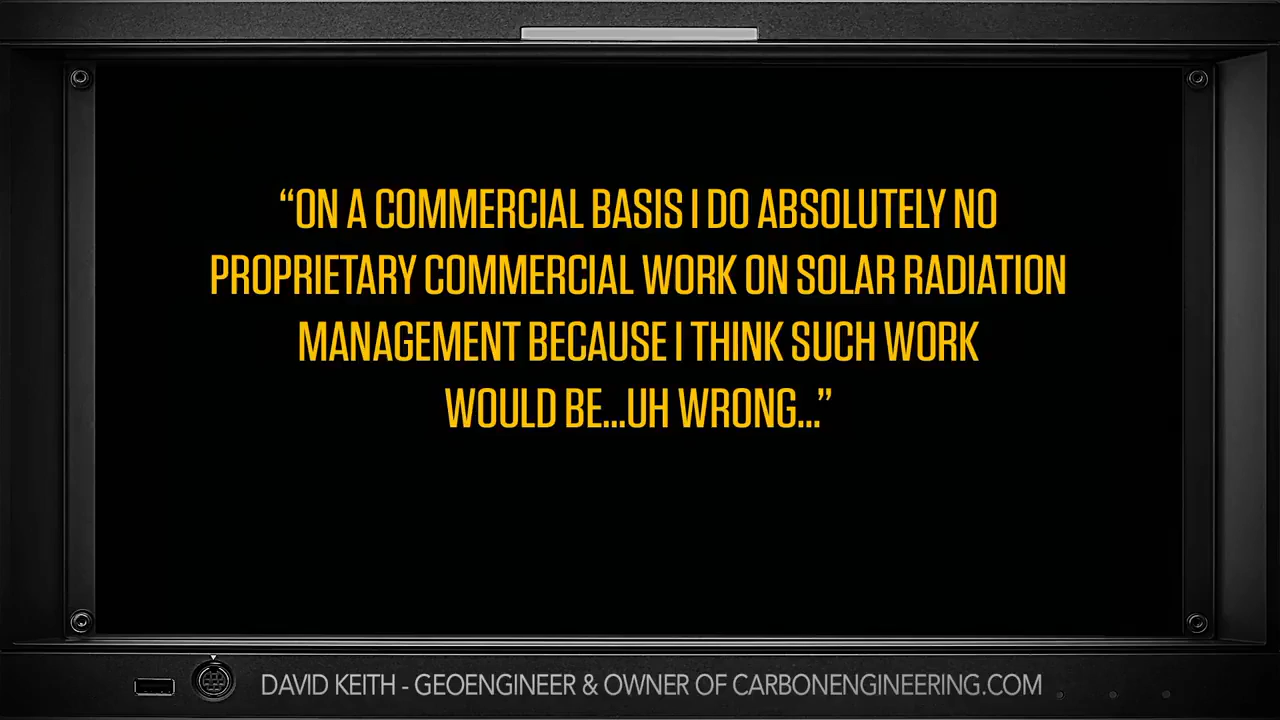 “ON A COMMERCIAL BASIS I DO ABSOLUTELY NO
PROPRIETARY COMMERCIAL WORK ON SOLAR RADIATION
MANAGEMENT BECAUSE I THINK SUCH WORK
WOULD BE...UH WRONG...”
DAVID KEITH - GEOENGINEER & OWNER OF CARBONENGINEERING.COM